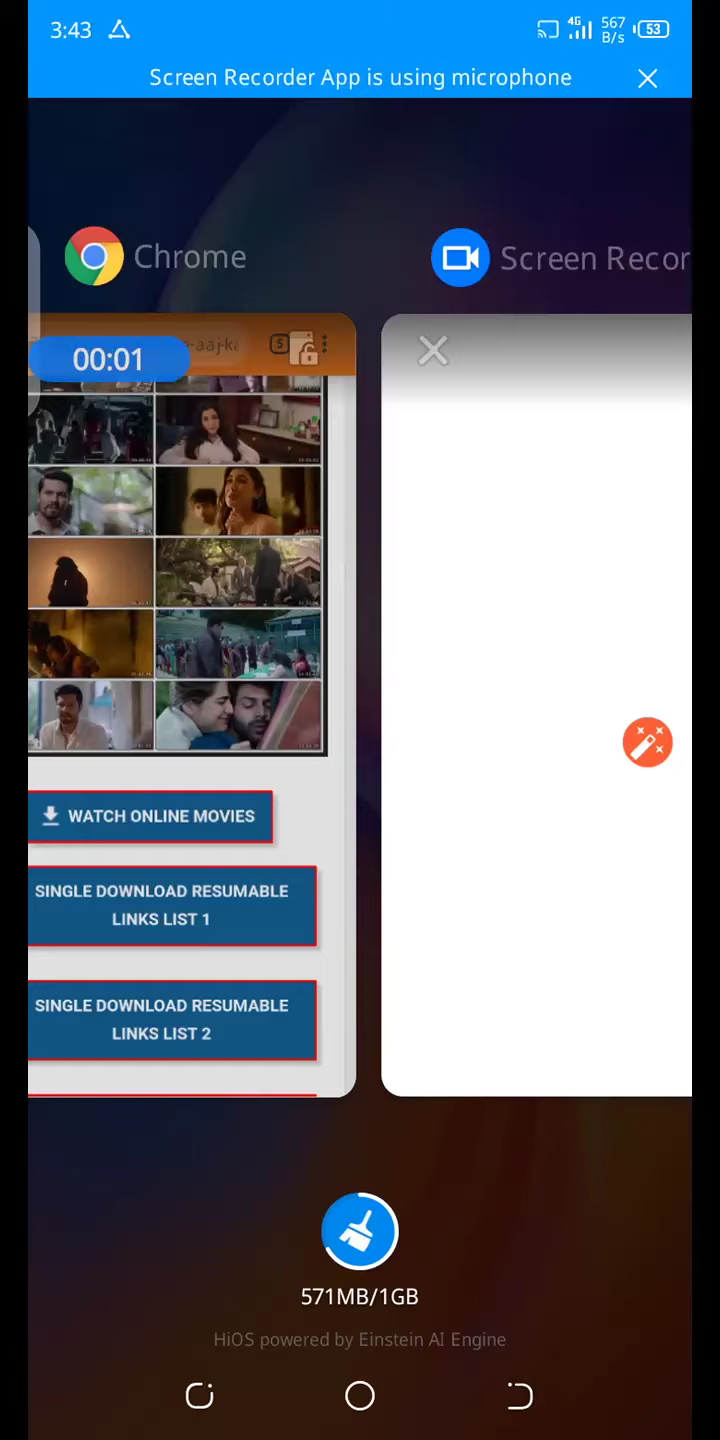 3:43
4G
567 B/s
53
Screen Recorder App is using microphone
Chrome
Screen Recor
-aaj-ka
5
00:01
WATCH ONLINE MOVIES
SINGLE DOWNLOAD RESUMABLE
LINKS LIST 1
SINGLE DOWNLOAD RESUMABLE
LINKS LIST 2
571MB/1GB
HiOS powered by Einstein AI Engine